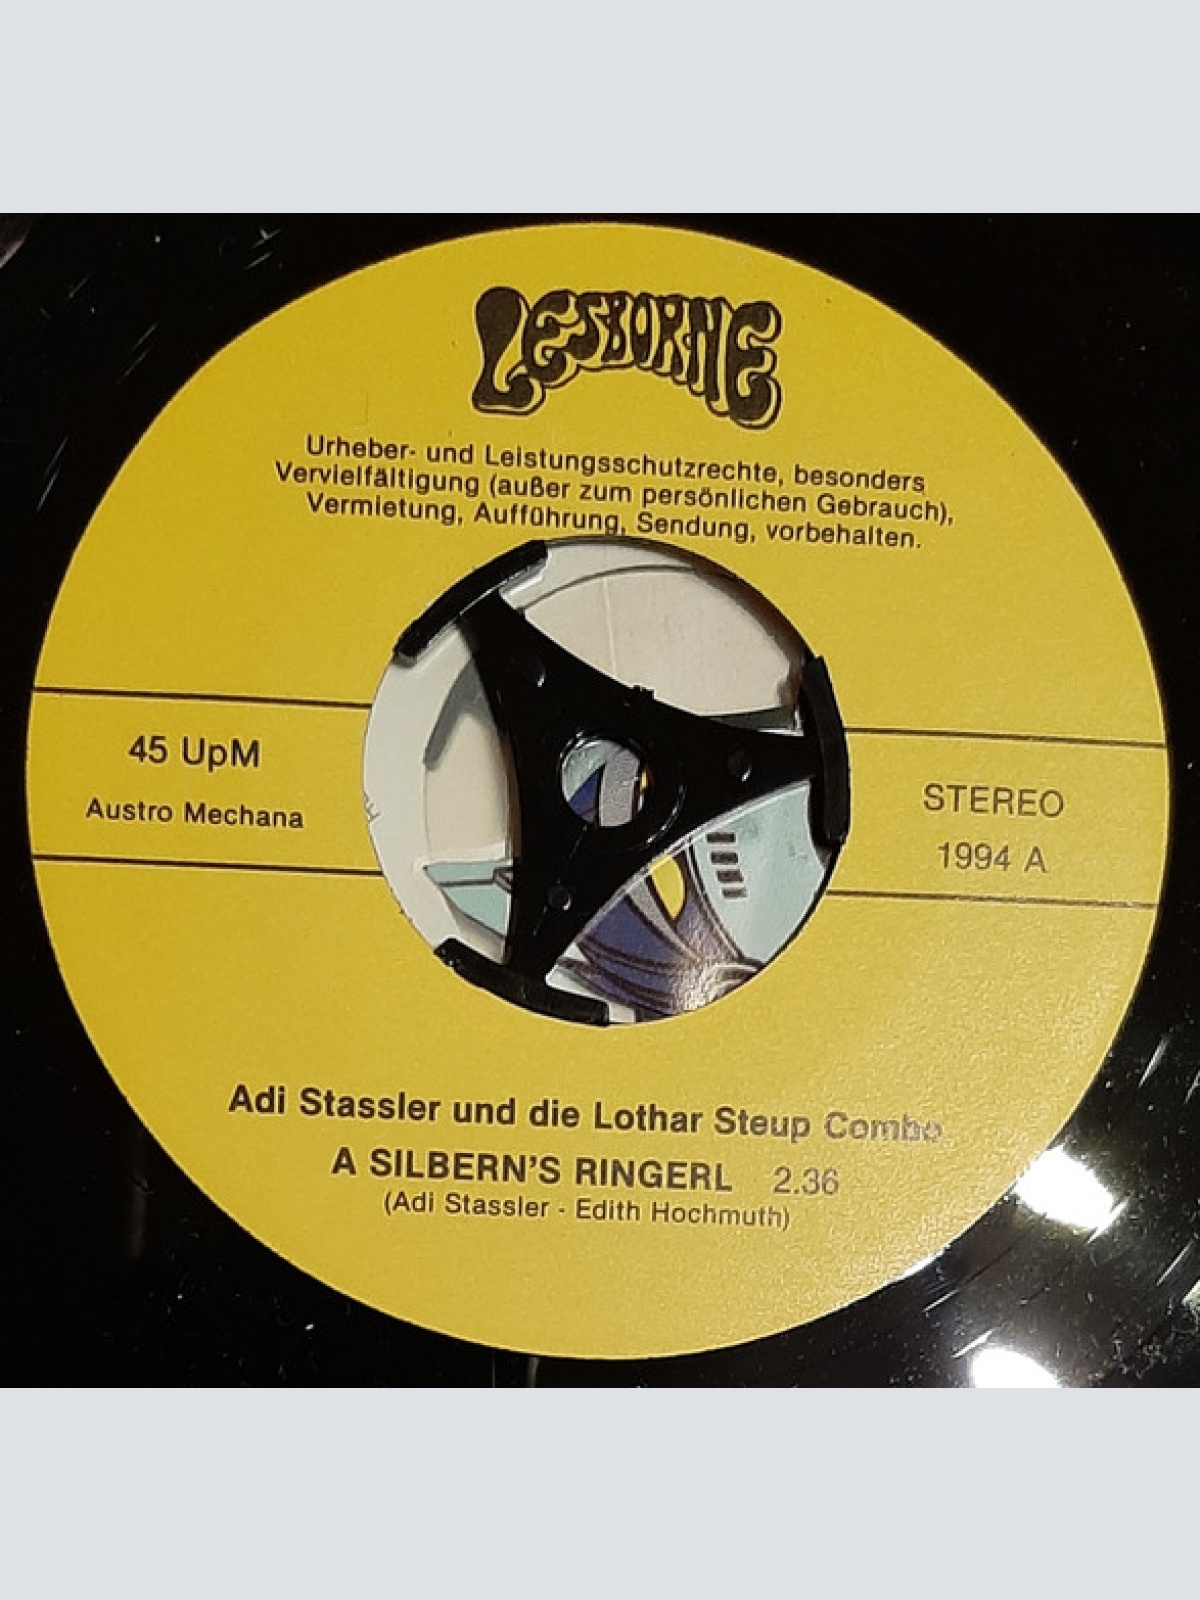 LESBORNE
Urheber- und Leistungsschutzrechte, besonders
Vervielfältigung (außer zum persönlichen Gebrauch),
Vermietung, Aufführung, Sendung, vorbehalten.
45 UpM
Austro Mechana
STEREO
1994 A
Adi Stassler und die Lothar Steup Combo
A SILBERN'S RINGERL 2.36
(Adi Stassler - Edith Hochmuth)